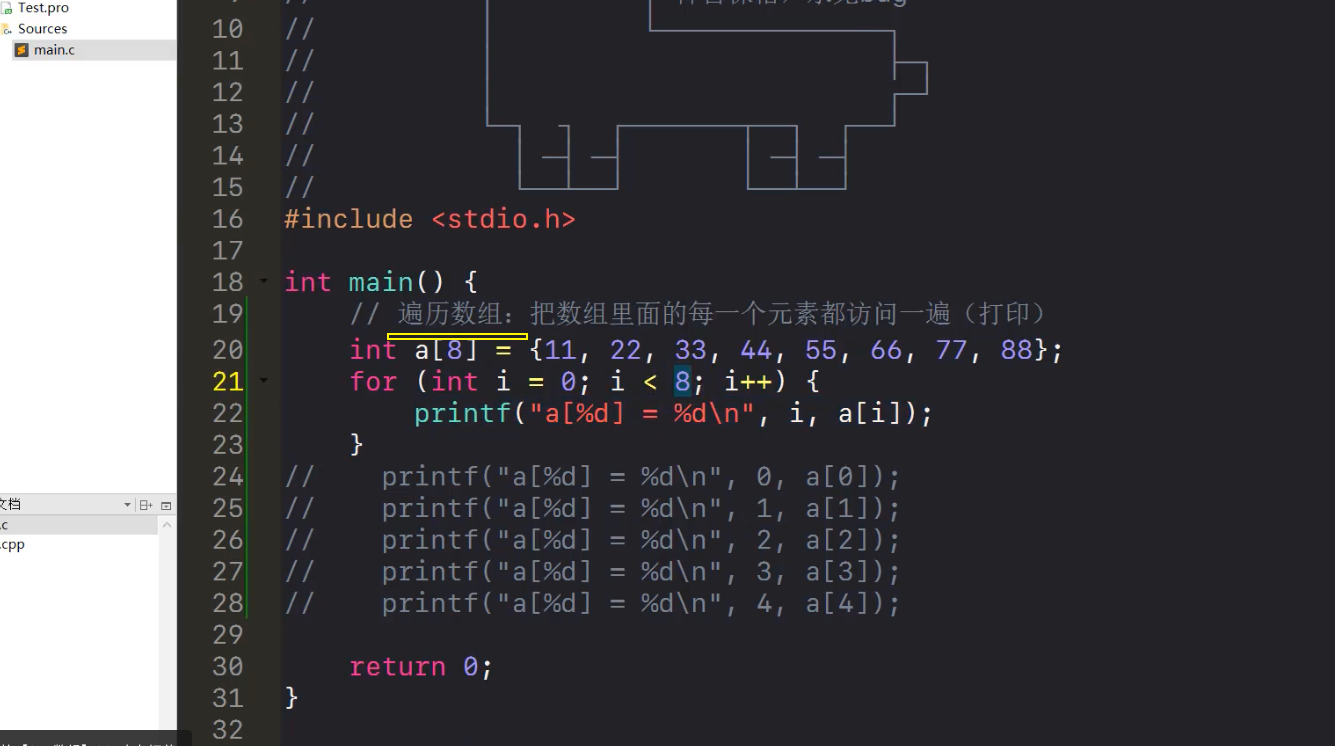 Test.pro
Sources
main.c
文档
.c
.cpp
10 //
11 //
12 //
13 //
14 //
15 //
16 #include <stdio.h>
17
18 int main() {
19 // 遍历数组：把数组里面的每一个元素都访问一遍（打印）
20 int a[8] = {11, 22, 33, 44, 55, 66, 77, 88};
21 for (int i = 0; i < 8; i++) {
22 printf("a[%d] = %d\n", i, a[i]);
23 }
24 // printf("a[%d] = %d\n", 0, a[0]);
25 // printf("a[%d] = %d\n", 1, a[1]);
26 // printf("a[%d] = %d\n", 2, a[2]);
27 // printf("a[%d] = %d\n", 3, a[3]);
28 // printf("a[%d] = %d\n", 4, a[4]);
29
30 return 0;
31 }
32